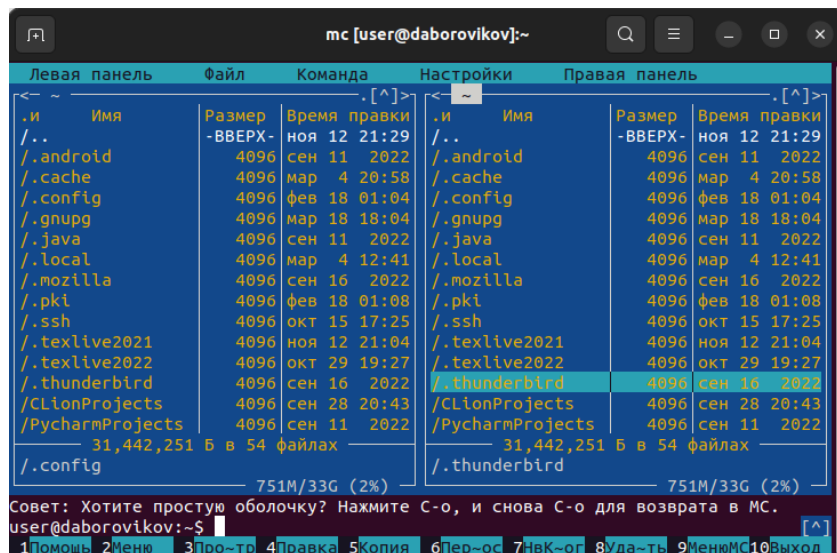 mc [user@daborovikov]:~
Левая панель Файл Команда Настройки Правая панель
<- ~ .[^]> <- ~ .[^]>
.и Имя Размер Время правки .и Имя Размер Время правки
/.. -ВВЕРХ- ноя 12 21:29 /.. -ВВЕРХ- ноя 12 21:29
/.android 4096 сен 11 2022 /.android 4096 сен 11 2022
/.cache 4096 мар 4 20:58 /.cache 4096 мар 4 20:58
/.config 4096 фев 18 01:04 /.config 4096 фев 18 01:04
/.gnupg 4096 мар 18 18:04 /.gnupg 4096 мар 18 18:04
/.java 4096 сен 11 2022 /.java 4096 сен 11 2022
/.local 4096 мар 4 12:41 /.local 4096 мар 4 12:41
/.mozilla 4096 сен 16 2022 /.mozilla 4096 сен 16 2022
/.pki 4096 фев 18 01:08 /.pki 4096 фев 18 01:08
/.ssh 4096 окт 15 17:25 /.ssh 4096 окт 15 17:25
/.texlive2021 4096 ноя 12 21:04 /.texlive2021 4096 ноя 12 21:04
/.texlive2022 4096 окт 29 19:27 /.texlive2022 4096 окт 29 19:27
/.thunderbird 4096 сен 16 2022 /.thunderbird 4096 сен 16 2022
/CLionProjects 4096 сен 28 20:43 /CLionProjects 4096 сен 28 20:43
/PycharmProjects 4096 сен 11 2022 /PycharmProjects 4096 сен 11 2022
31,442,251 Б в 54 файлах 31,442,251 Б в 54 файлах
/.config /.thunderbird
751M/33G (2%) 751M/33G (2%)
Совет: Хотите простую оболочку? Нажмите C-o, и снова C-o для возврата в MC.
user@daborovikov:~$ [^]
1Помощь 2Меню 3Про~тр 4Правка 5Копия 6Пер~ос 7НвК~ог 8Уда~ть 9МенюMC 10Выход